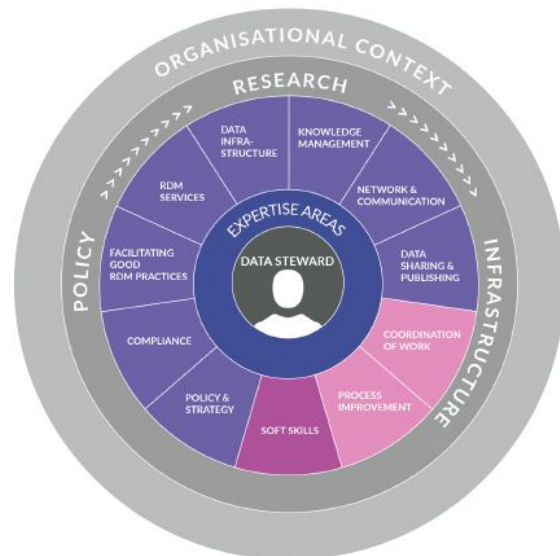 ORGANISATIONAL CONTEXT
RESEARCH
>>>>>>>>>>>
>>>>>>>>>>>
POLICY
INFRASTRUCTURE
DATA
INFRA-
STRUCTURE
KNOWLEDGE
MANAGEMENT
RDM
SERVICES
NETWORK &
COMMUNICATION
EXPERTISE AREAS
DATA STEWARD
FACILITATING
GOOD
RDM PRACTICES
DATA
SHARING &
PUBLISHING
COMPLIANCE
COORDINATION
OF WORK
POLICY &
STRATEGY
PROCESS
IMPROVEMENT
SOFT SKILLS